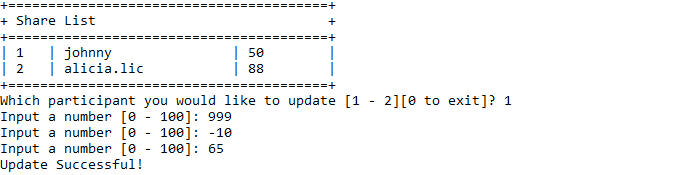 +========================================+
+ Share List                             +
+========================================+
| 1   | johnny               | 50        |
| 2   | alicia.lic           | 88        |
+========================================+
Which participant you would like to update [1 - 2][0 to exit]? 1
Input a number [0 - 100]: 999
Input a number [0 - 100]: -10
Input a number [0 - 100]: 65
Update Successful!